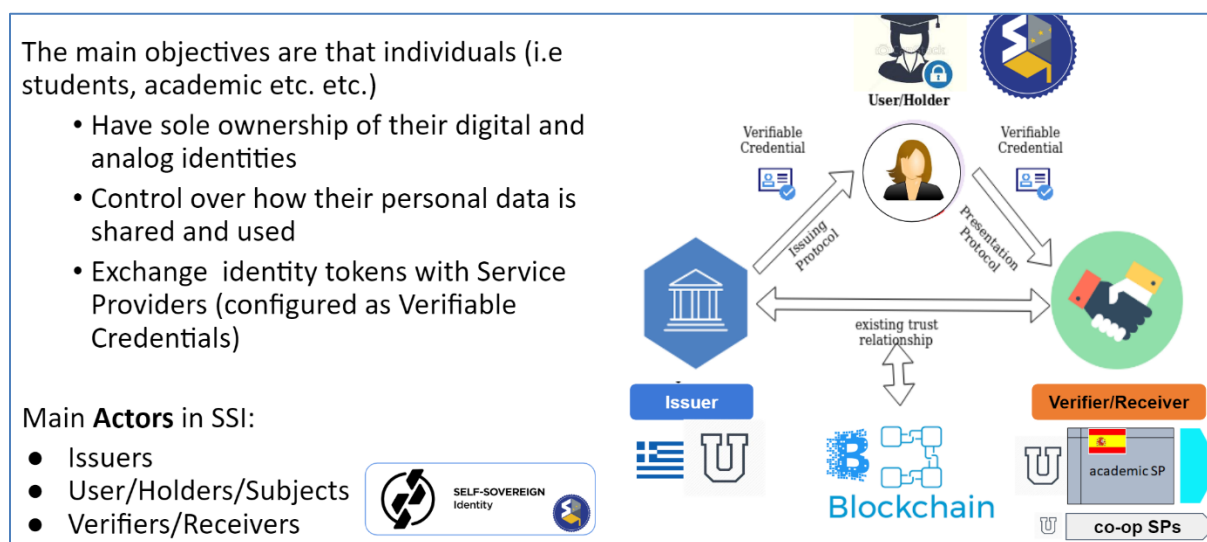 The main objectives are that individuals (i.e
students, academic etc. etc.)
• Have sole ownership of their digital and
analog identities
• Control over how their personal data is
shared and used
• Exchange identity tokens with Service
Providers (configured as Verifiable
Credentials)
Main Actors in SSI:
● Issuers
● User/Holders/Subjects
● Verifiers/Receivers
SELF-SOVEREIGN
Identity
User/Holder
Verifiable
Credential
Verifiable
Credential
Issuing
Protocol
Presentation
Protocol
existing trust
relationship
Issuer
Verifier/Receiver
U
Blockchain
U
academic SP
U
co-op SPs